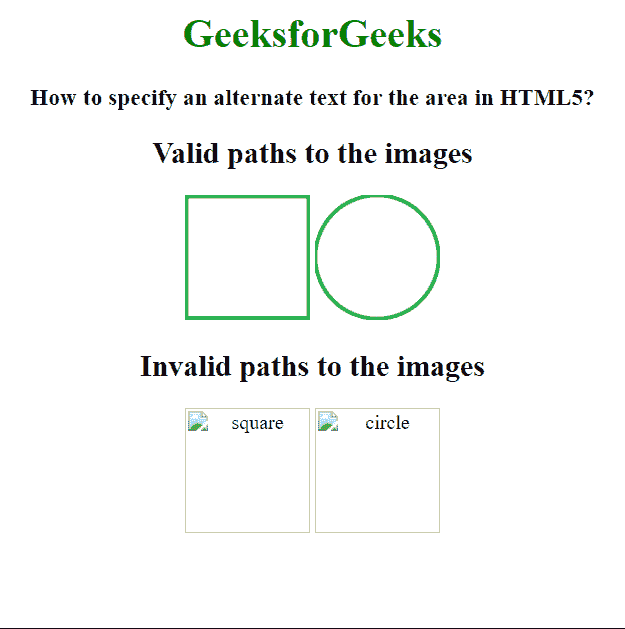 GeeksforGeeks
How to specify an alternate text for the area in HTML5?
Valid paths to the images
Invalid paths to the images
square circle